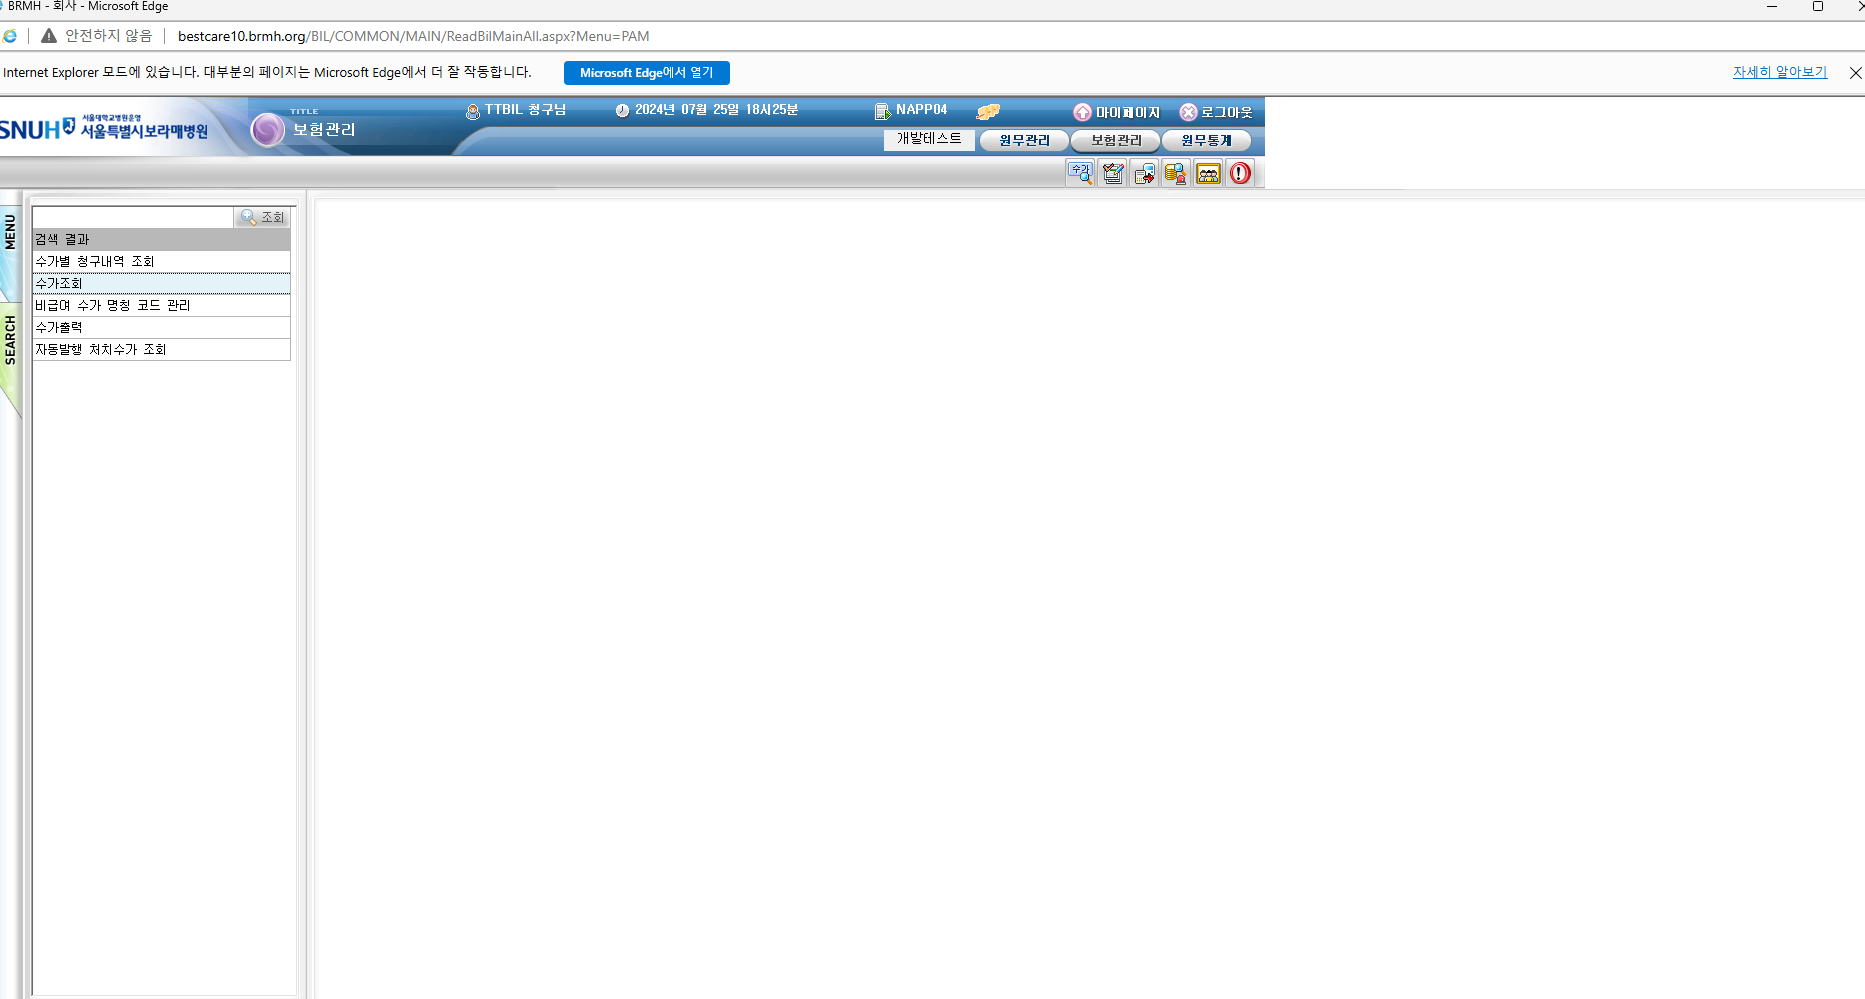 BRMH - 회사 - Microsoft Edge
안전하지 않음 bestcare10.brmh.org/BIL/COMMON/MAIN/ReadBilMainAll.aspx?Menu=PAM
Internet Explorer 모드에 있습니다. 대부분의 페이지는 Microsoft Edge에서 더 잘 작동합니다. Microsoft Edge에서 열기 자세히 알아보기
SNUH 서울대학교병원운영 서울특별시보라매병원
TITLE
보험관리
TTBIL 청구님 2024년 07월 25일 18시25분 NAPP04 마이페이지 로그아웃
개발테스트 원무관리 보험관리 원무통계
수가
MENU
SEARCH
조회
검색 결과
수가별 청구내역 조회
수가조회
비급여 수가 명칭 코드 관리
수가출력
자동발행 처치수가 조회